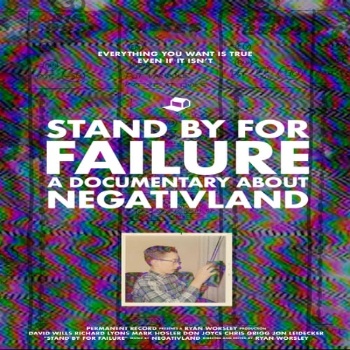 EVERYTHING YOU WANT IS TRUE
EVEN IF IT ISN'T.
STAND BY FOR
FAILURE
A DOCUMENTARY ABOUT
NEGATIVLAND
PERMANENT RECORD PRESENTS A RYAN WORSLEY PRODUCTION
DAVID WILLS RICHARD LYONS MARK HOSLER DON JOYCE CHRIS GRIGG JON LEIDECKER
"STAND BY FOR FAILURE" MUSIC BY NEGATIVLAND DIRECTED AND EDITED BY RYAN WORSLEY